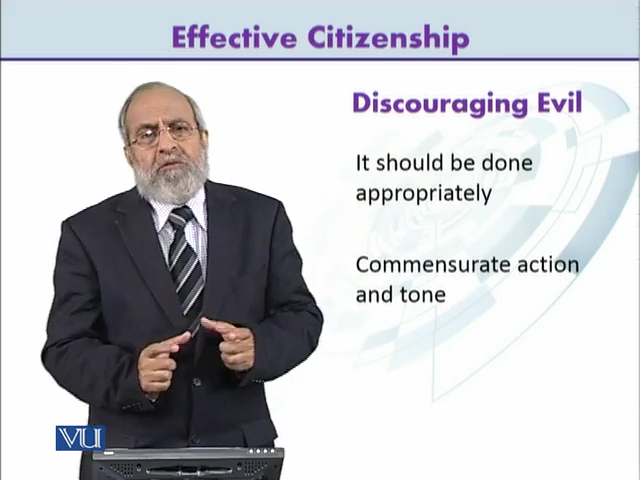 Effective Citizenship
Discouraging Evil
It should be done
appropriately
Commensurate action
and tone
VU